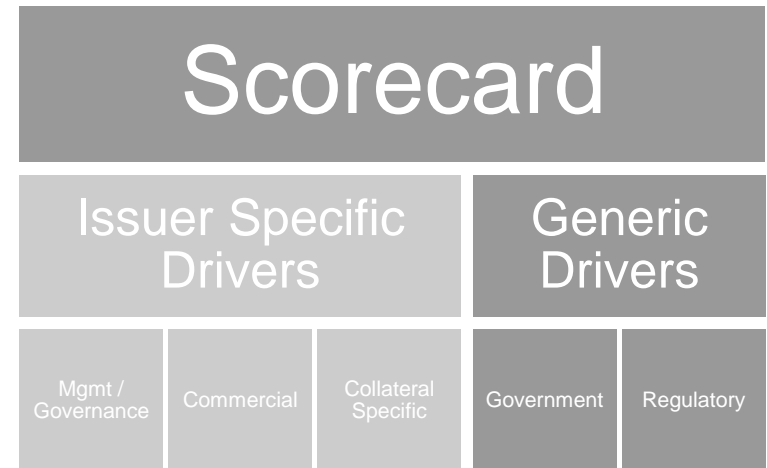 Scorecard
Issuer Specific
Drivers
Generic
Drivers
Mgmt /
Governance
Commercial
Collateral
Specific
Government
Regulatory